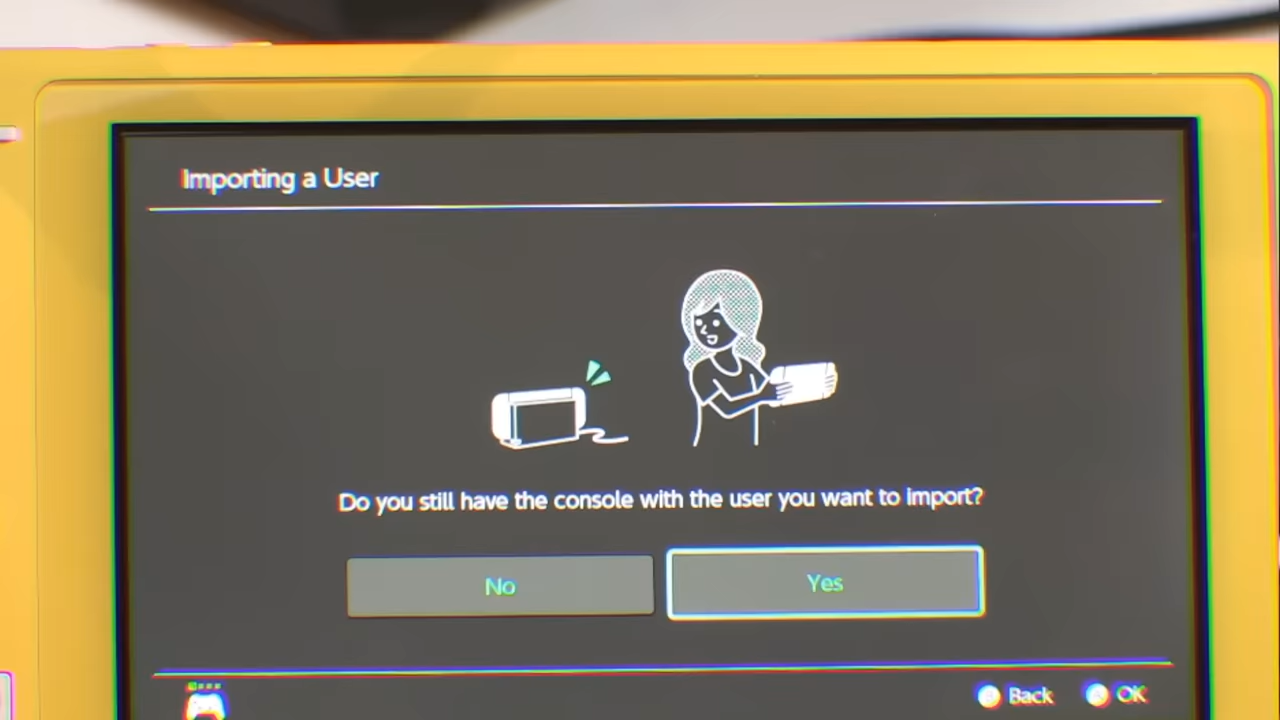 Importing a User
Do you still have the console with the user you want to import?
No
Yes
Back
OK